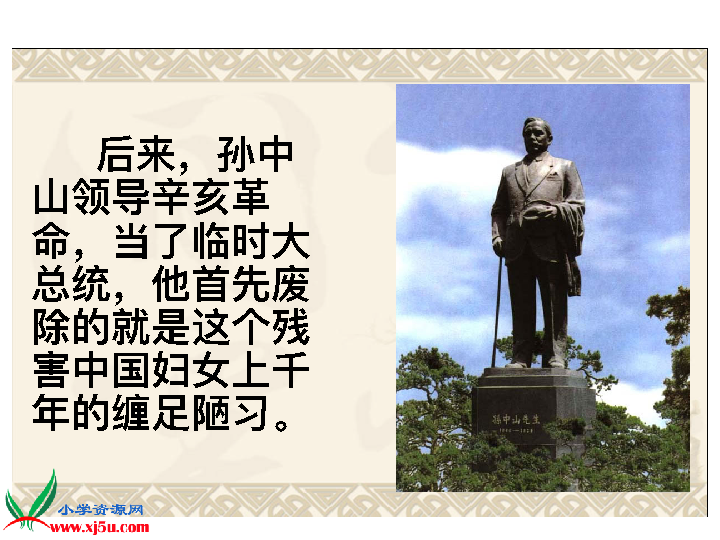 后来，孙中
山领导辛亥革
命，当了临时大
总统，他首先废
除的就是这个残
害中国妇女上千
年的缠足陋习。
孙中山先生
小学资源网
www.xj5u.com